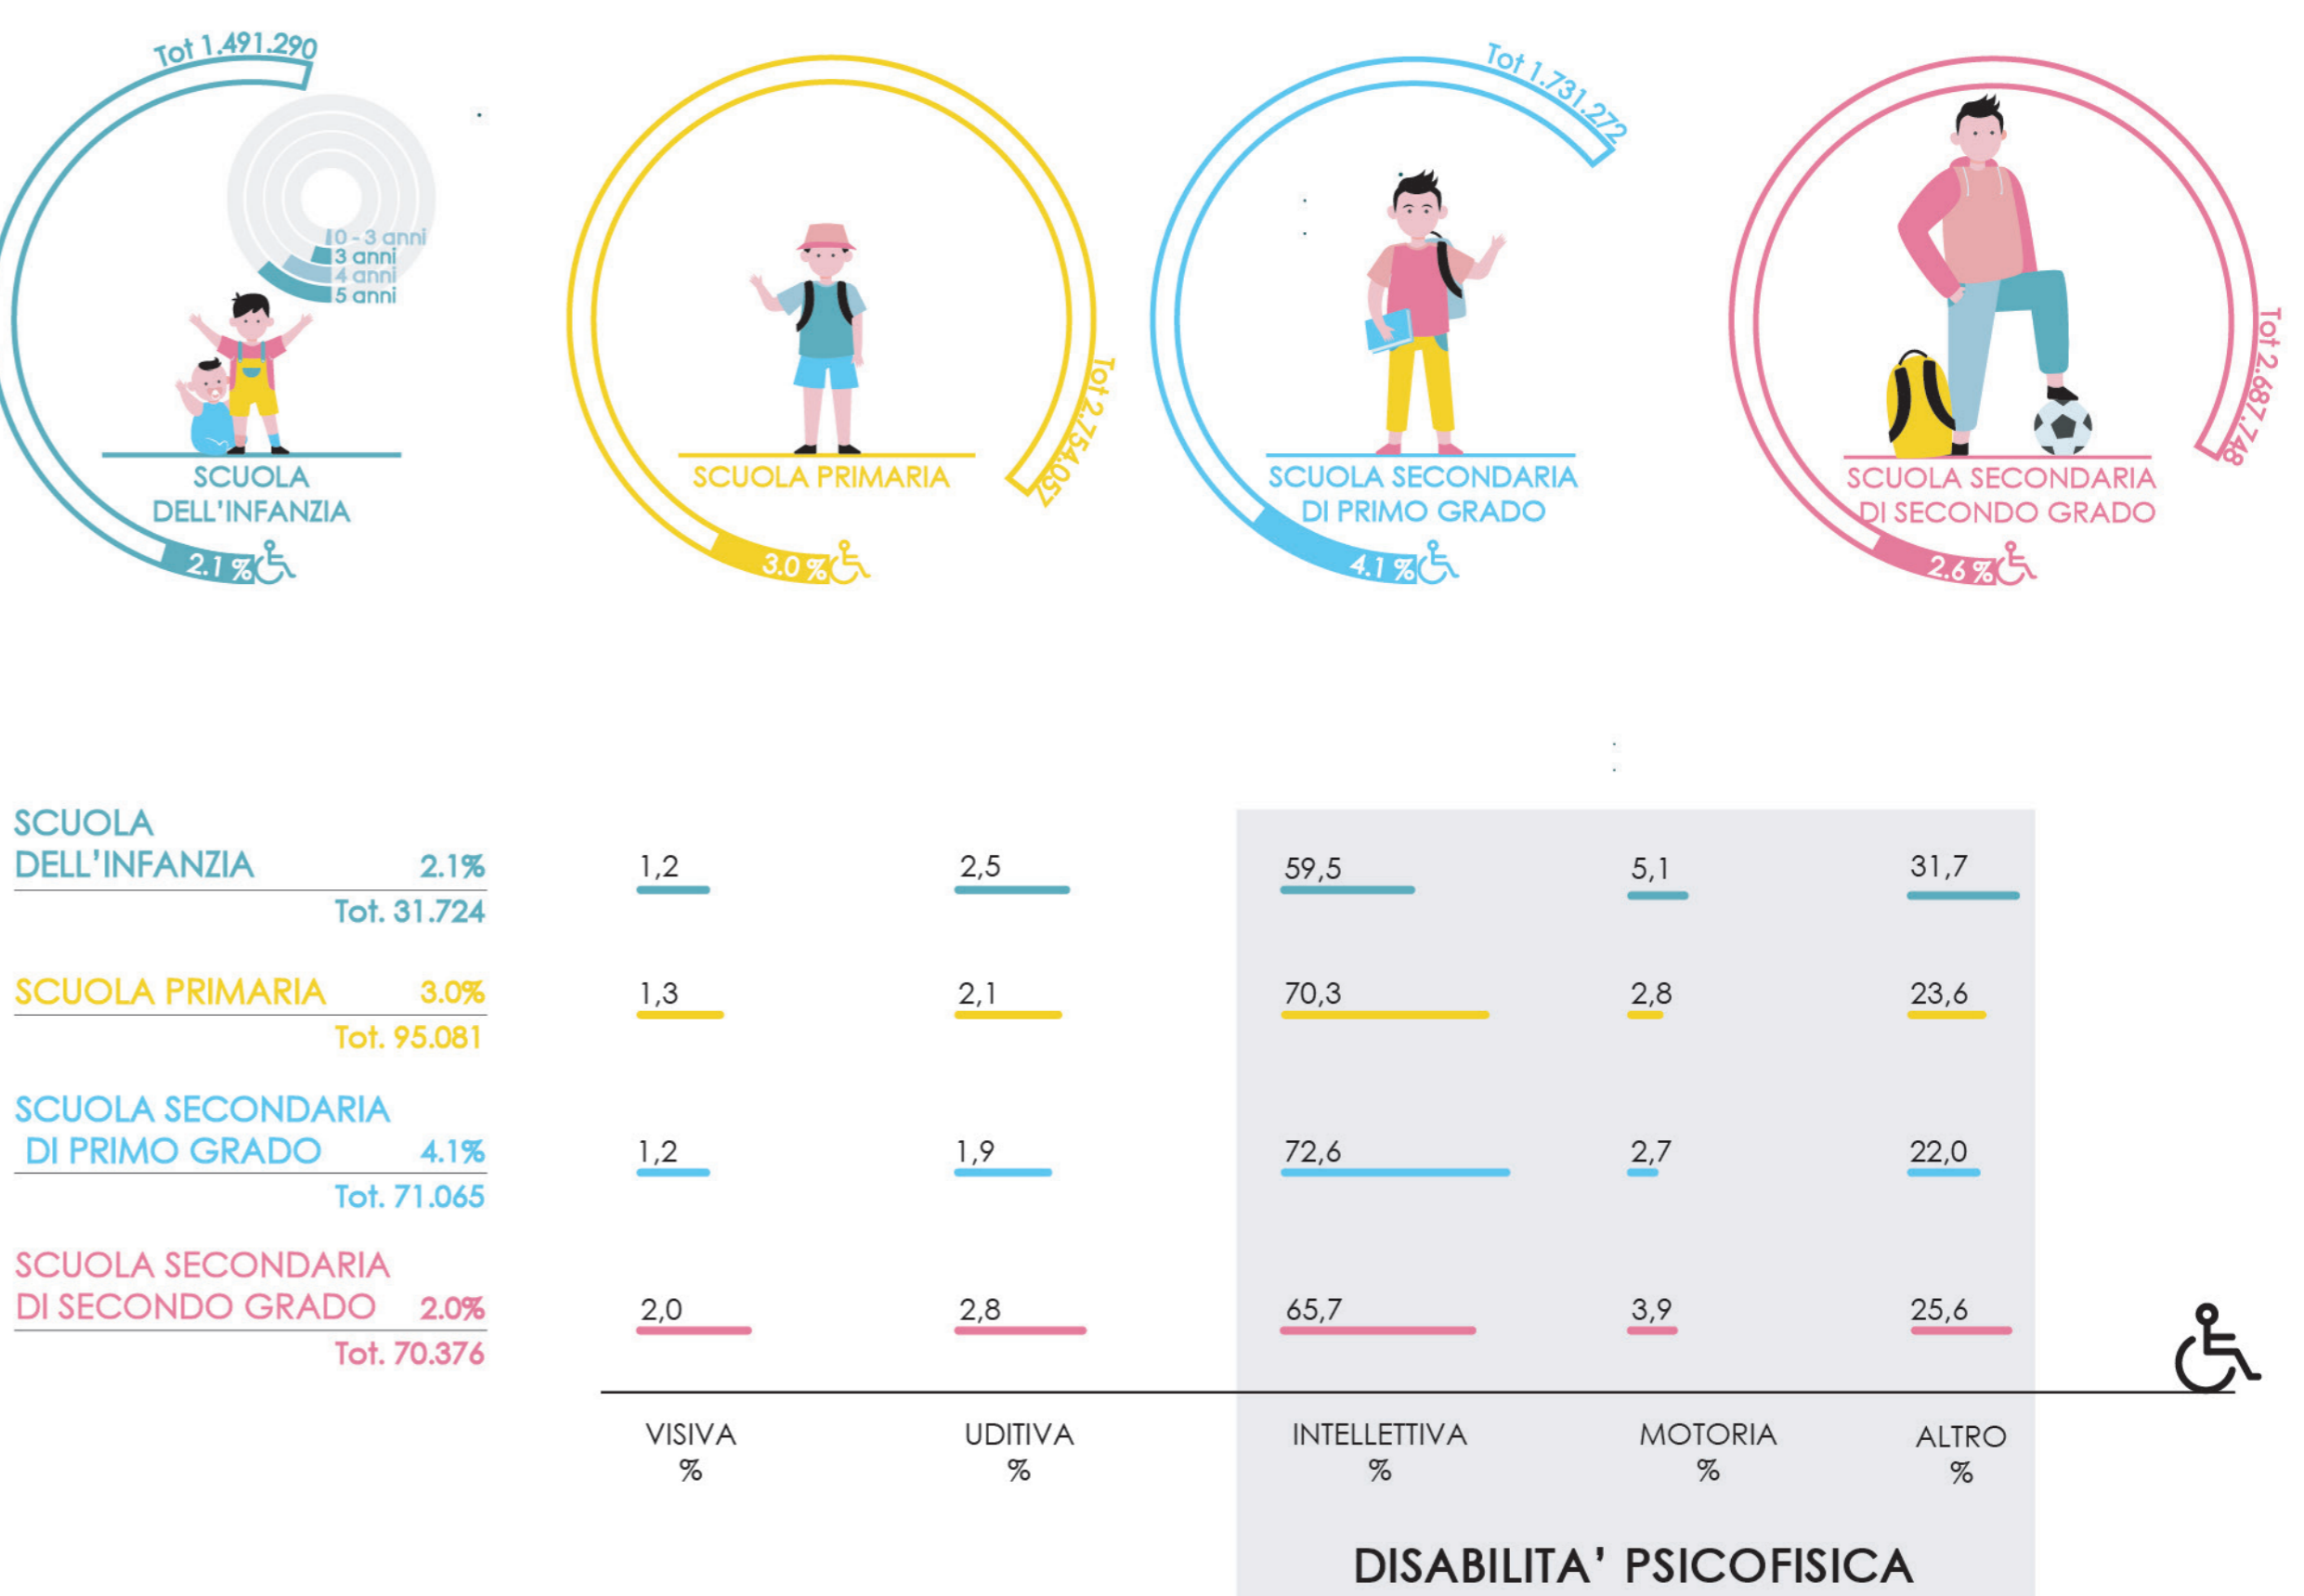 Tot 1.491.290
0 - 3 anni
3 anni
4 anni
5 anni
SCUOLA
DELL'INFANZIA
2.1 %
Tot 2.754.057
SCUOLA PRIMARIA
3.0 %
Tot 1.731.272
SCUOLA SECONDARIA
DI PRIMO GRADO
4.1 %
Tot 2.687.748
SCUOLA SECONDARIA
DI SECONDO GRADO
2.6 %
SCUOLA
DELL'INFANZIA 2.1% 1,2 2,5 59,5 5,1 31,7
Tot. 31.724
SCUOLA PRIMARIA 3.0% 1,3 2,1 70,3 2,8 23,6
Tot. 95.081
SCUOLA SECONDARIA
DI PRIMO GRADO 4.1% 1,2 1,9 72,6 2,7 22,0
Tot. 71.065
SCUOLA SECONDARIA
DI SECONDO GRADO 2.0% 2,0 2,8 65,7 3,9 25,6
Tot. 70.376
VISIVA UDITIVA INTELLETTIVA MOTORIA ALTRO
% % % % %
DISABILITA' PSICOFISICA